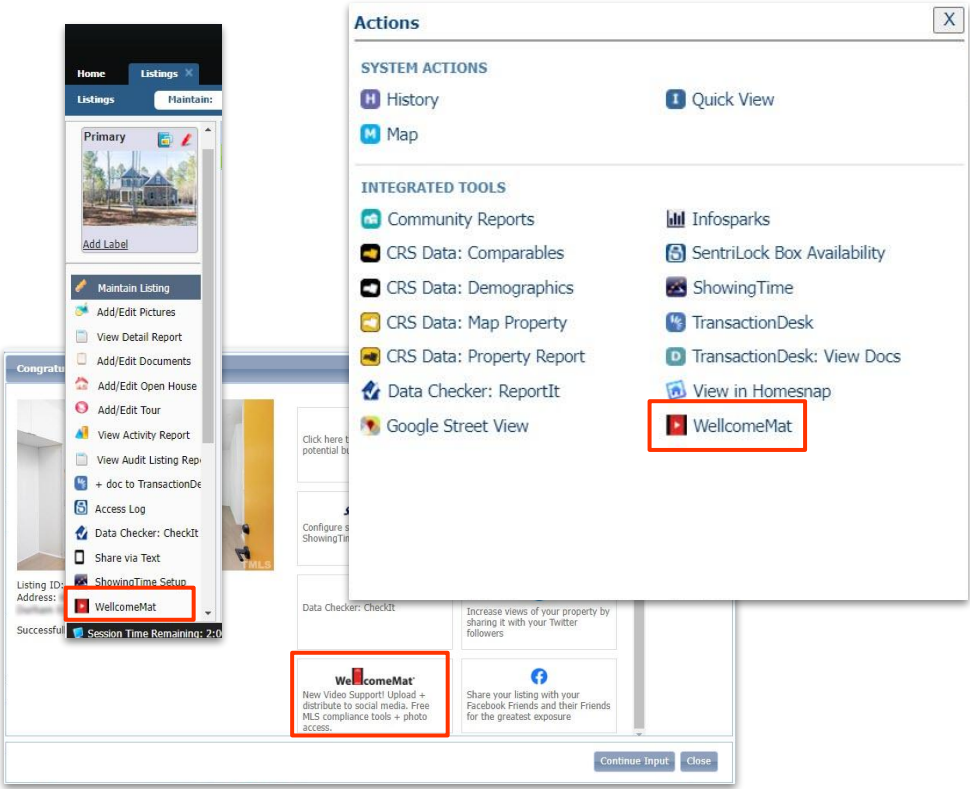 Home
Listings X
Listings
Maintain:
Primary
Add Label
Maintain Listing
Add/Edit Pictures
View Detail Report
Add/Edit Documents
Add/Edit Open House
Add/Edit Tour
View Activity Report
View Audit Listing Rep
+ doc to TransactionDe
Access Log
Data Checker: CheckIt
Share via Text
ShowingTime Setup
WellcomeMat
Session Time Remaining: 2:0
Actions
X
SYSTEM ACTIONS
H History
I Quick View
M Map
INTEGRATED TOOLS
Community Reports
Infosparks
CRS Data: Comparables
SentriLock Box Availability
CRS Data: Demographics
ShowingTime
CRS Data: Map Property
TransactionDesk
CRS Data: Property Report
D TransactionDesk: View Docs
Data Checker: ReportIt
View in Homesnap
Google Street View
WellcomeMat
Congratu
TMLS
Listing ID:
Address:
Successful
Click here t
potential bu
Configure s
ShowingTim
Data Checker: CheckIt
Increase views of your property by
sharing it with your Twitter
followers
WellcomeMat
New Video Support! Upload +
distribute to social media. Free
MLS compliance tools + photo
access.
Share your listing with your
Facebook Friends and their Friends
for the greatest exposure
Continue Input
Close